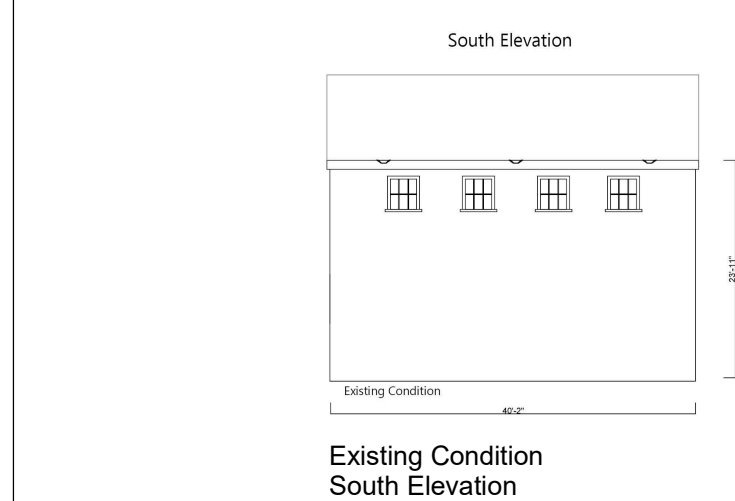 South Elevation
23'-11"
Existing Condition
40'-2"
Existing Condition
South Elevation